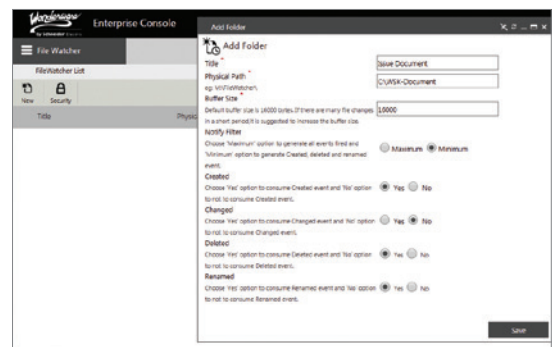 Wonderware
by Schneider Electric
Enterprise Console
Add Folder
File Watcher
FileWatcher List
New
Security
Title
Physic
Add Folder
Title *
Issue Document
Physical Path *
C:\WSK-Document
eg: M:\FileWatcher\
Buffer Size *
Default buffer size is 16000 bytes. If there are many file changes
16000
in a short period,it is suggested to increase the buffer size.
Notify Filter
Choose 'Maximum' option to generate all events fired and
Maximum Minimum
'Minimum' option to generate Created, deleted and renamed
event.
Created
Choose 'Yes' option to consume Created event and 'No' option
Yes No
to not to consume Created event.
Changed
Choose 'Yes' option to consume Changed event and 'No' option
Yes No
to not to consume Changed event.
Deleted
Choose 'Yes' option to consume Deleted event and 'No' option
Yes No
to not to consume Deleted event.
Renamed
Choose 'Yes' option to consume Renamed event and 'No' option
Yes No
to not to consume Renamed event.
Save